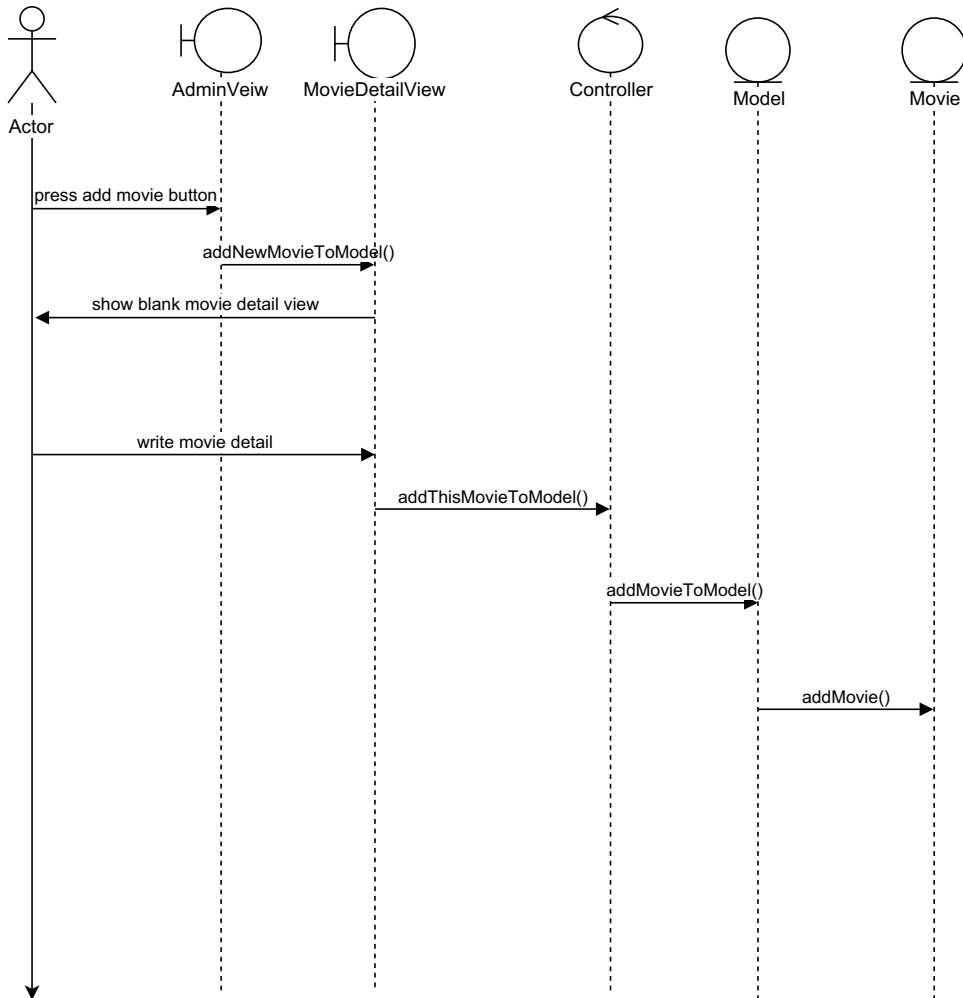 Actor
AdminVeiw
MovieDetailView
Controller
Model
Movie
press add movie button
addNewMovieToModel()
show blank movie detail view
write movie detail
addThisMovieToModel()
addMovieToModel()
addMovie()